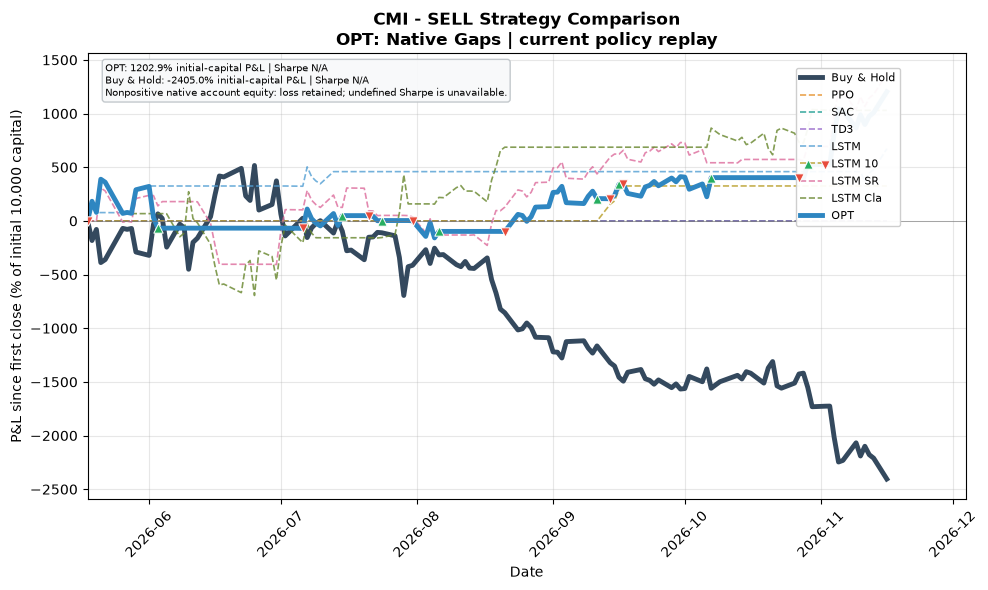 CMI - SELL Strategy Comparison
OPT: Native Gaps | current policy replay
OPT: 1202.9% initial-capital P&L | Sharpe N/A
Buy & Hold: -2405.0% initial-capital P&L | Sharpe N/A
Nonpositive native account equity: loss retained; undefined Sharpe is unavailable.
Buy & Hold
PPO
SAC
TD3
LSTM
LSTM 10
LSTM SR
LSTM Cla
OPT
P&L since first close (% of initial 10,000 capital)
1500
1000
500
0
−500
−1000
−1500
−2000
−2500
2026-06
2026-07
2026-08
2026-09
2026-10
2026-11
2026-12
Date